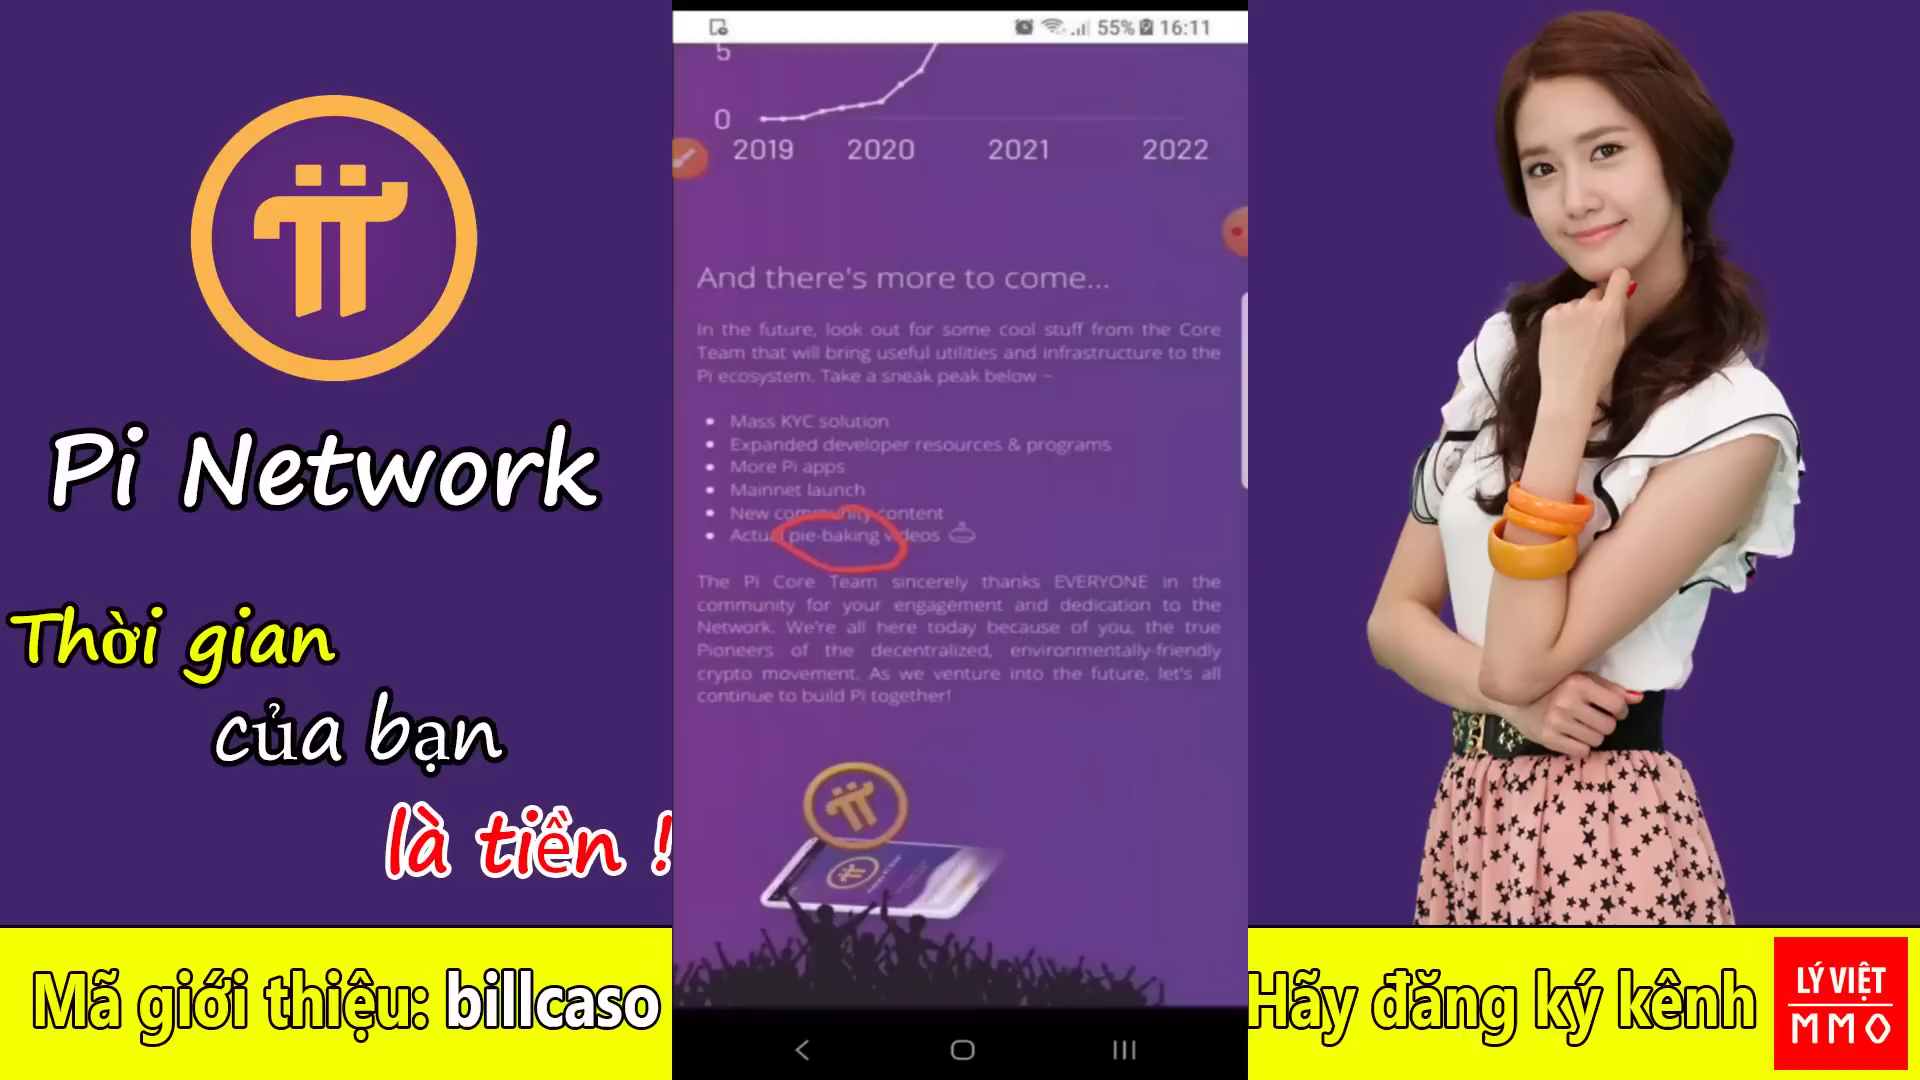 Pi Network
Thời gian
của bạn
là tiền !
Mã giới thiệu: billcaso
55% 16:11
5
0
2019 2020 2021 2022
And there's more to come...
In the future, look out for some cool stuff from the Core
Team that will bring useful utilities and infrastructure to the
Pi ecosystem. Take a sneak peak below ~
• Mass KYC solution
• Expanded developer resources & programs
• More Pi apps
• Mainnet launch
• New community content
• Actual pie-baking videos
The Pi Core Team sincerely thanks EVERYONE in the
community for your engagement and dedication to the
Network. We're all here today because of you, the true
Pioneers of the decentralized, environmentally-friendly
crypto movement. As we venture into the future, let's all
continue to build Pi together!
Hãy đăng ký kênh
LÝ VIỆT
MMO